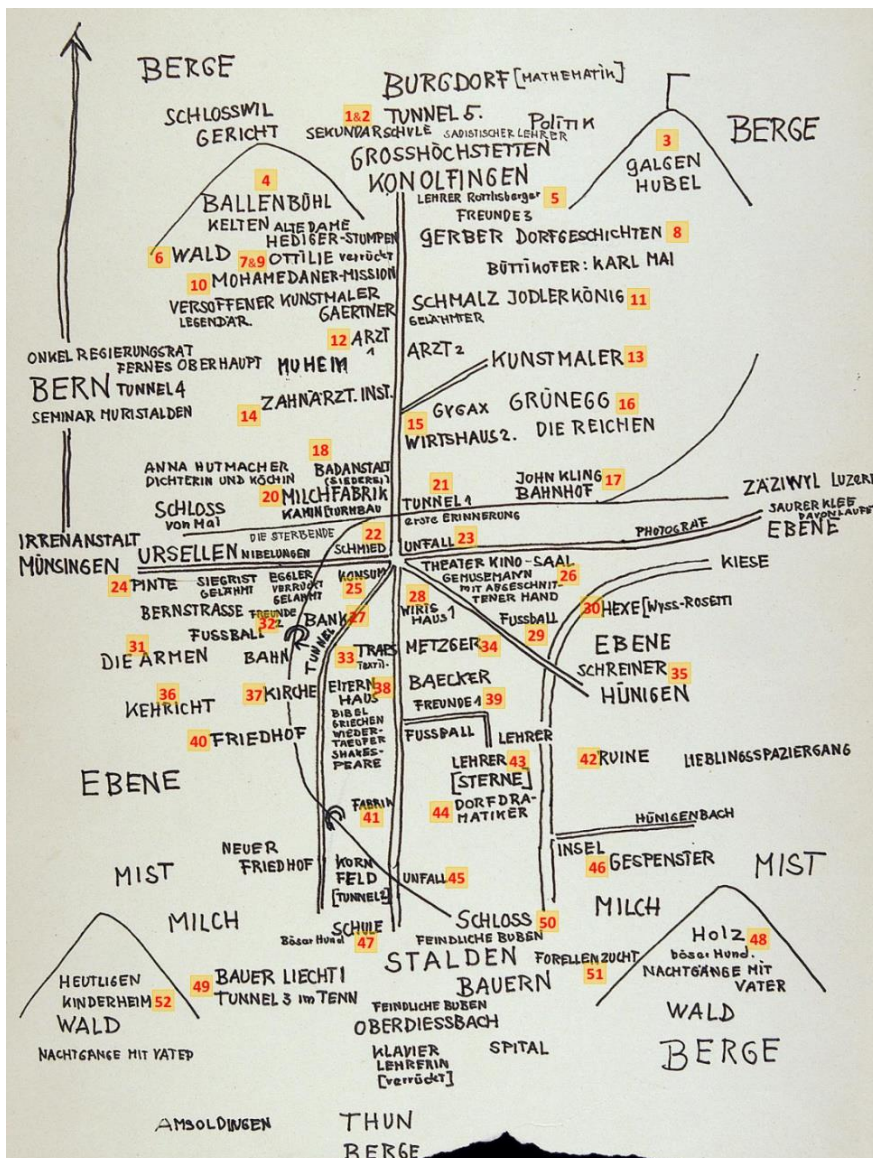 BERGE
BURGDORF [MATHEMATIK]
SCHLOSSWIL
GERICHT
1&2 TUNNEL 5.
SEKUNDARSCHULE SADISTISCHER LEHRER POLITIK
GROSSHÖCHSTETTEN
KONOLFINGEN
3
GALGEN
HUBEL
BERGE
4
BALLENBÜHL
KELTEN ALTE DAME
HEDIGER-STUMPEN
LEHRER Röthlisberger 5
FREUNDE 3
6 WALD 7&9 OTTILIE verrückt
GERBER DORFGESCHICHTEN 8
10 MOHAMEDANER-MISSION
BÜTTIKOFER: KARL MAI
VERSOFFENER KUNSTMALER
LEGENDÄR. GAERTNER
SCHMALZ JODLERKÖNIG 11
GELÄHMTER
12 ARZT
1
ARZT 2
ONKEL REGIERUNGSRAT
FERNES OBERHAUPT
MUHEIM
KUNSTMALER 13
BERN TUNNEL 4
SEMINAR MURISTALDEN
14 ZAHNÄRZT. INST.
GYGAX GRÜNEGG 16
15 WIRTSHAUS 2. DIE REICHEN
18
ANNA HUTMACHER
DICHTERIN UND KÖCHIN
BADANSTALT
(SIEDEREI)
20 MILCHFABRIK
KAMIN [TURMBAU
21
TUNNEL 1
erste ERINNERUNG
JOHN KLING 17
BAHNHOF
SCHLOSS
von Mai
ZÄZIWYL LUZERN
DIE STERBENDE 22
SAURER KLEE
DAVONLAUFE
EBENE
IRRENANSTALT
MÜNSINGEN
URSELLEN NIBELUNGEN SCHMIED
UNFALL 23
PHOTOGRAF
THEATER KINO-SAAL
GEMÜSEMANN 26
MIT ABGESCHNIT
TENER HAND
KIESE
24 PINTE
SIEGRIST
GELÄHMT
EGGLER
VERRÜCKT
GELÄHMT
KONSUM
25
28
WIRTS
HAUS 1
BERNSTRASSE FREUNDE
2 32
BANK 27
FUSSBALL
29
30 HEXE [WYSS-ROSETTI
31
DIE ARMEN
FUSSBALL
BAHN
TUNNEL
33 TRAPS
TEXTIL.
METZGER 34
EBENE
SCHREINER 35
HÜNIGEN
36
KEHRICHT
37 KIRCHE
ELTERN 38
HAUS
BIBEL
GRIECHEN
WIEDER-
TAEUFER
SHAKES-
PEARE
BAECKER
FREUNDE 1 39
40 FRIEDHOF
FUSSBALL
LEHRER
LEHRER 43
[STERNE]
42 RUINE LIEBLINGSSPAZIERGANG
EBENE
FABRIK
41
44 DORFDRA-
MATIKER
HÜNIGENBACH
NEUER
FRIEDHOF
KORN
FELD
[TUNNEL 2]
UNFALL 45
INSEL
46 GESPENSTER
MIST
MIST
MILCH
SCHULE
Böser Hund 47
SCHLOSS 50
FEINDLICHE BUBEN
MILCH
STALDEN
FORELLENZUCHT
51
HOLZ 48
böser Hund.
NACHTGÄNGE MIT
VATER
WALD
BERGE
HEUTLIGEN
KINDERHEIM 52
WALD
NACHTGÄNGE MIT VATER
49 BAUER LIECHTI
TUNNEL 3 IM TENN
BAUERN
FEINDLICHE BUBEN
OBERDIESSBACH
KLAVIER
LEHRERIN
[verrückt]
SPITAL
AMSOLDINGEN
THUN
BERGE